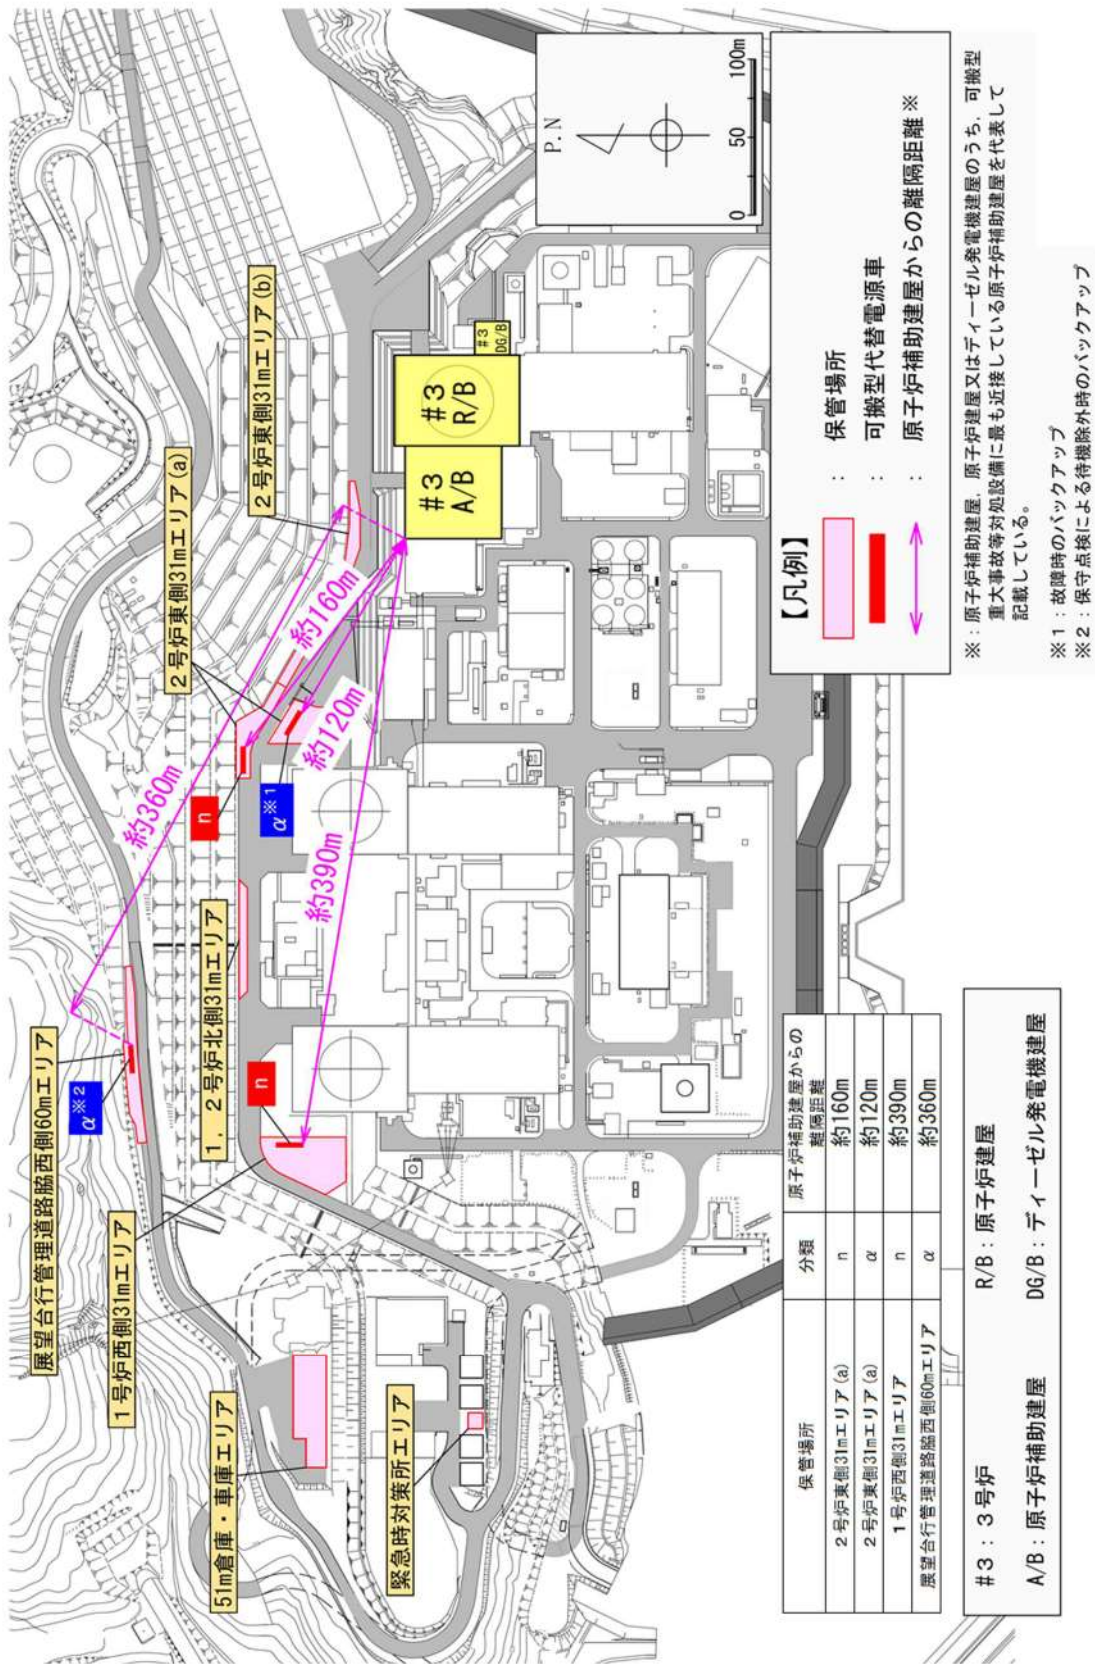 展望台行管理道路脇西側60mエリア
α※2
1号炉西側31mエリア
51m倉庫・車庫エリア
緊急時対策所エリア
1,2号炉北側31mエリア
2号炉東側31mエリア(a)
2号炉東側31mエリア(b)
n
α※1
n
約360m
約160m
約120m
約390m
#3
A/B
#3
R/B
#3
DG/B
P.N
0 50 100m
【凡例】
: 保管場所
: 可搬型代替電源車
: 原子炉補助建屋からの離隔距離※
※:原子炉補助建屋,原子炉建屋又はディーゼル発電機建屋のうち,可搬型
重大事故等対処設備に最も近接している原子炉補助建屋を代表して
記載している。
※1:故障時のバックアップ
※2:保守点検による待機除外時のバックアップ
保管場所 分類 原子炉補助建屋からの
離隔距離
2号炉東側31mエリア(a) n 約160m
2号炉東側31mエリア(a) α 約120m
1号炉西側31mエリア n 約390m
展望台行管理道路脇西側60mエリア α 約360m
#3:3号炉 R/B:原子炉建屋
A/B:原子炉補助建屋 DG/B:ディーゼル発電機建屋